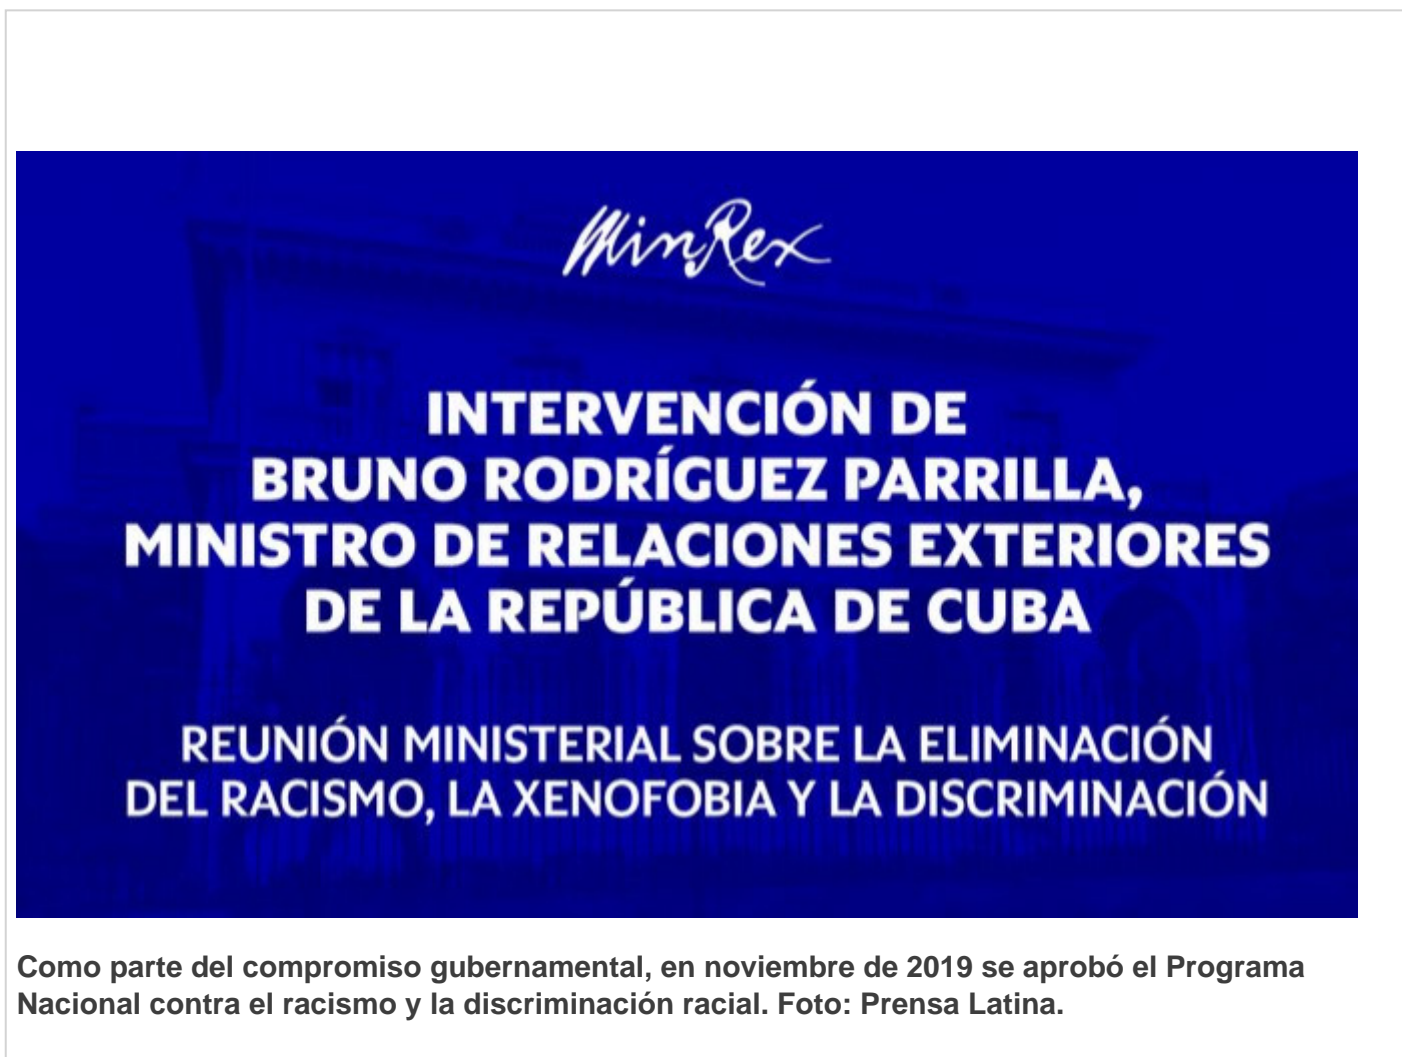 MinRex
INTERVENCIÓN DE
BRUNO RODRÍGUEZ PARRILLA,
MINISTRO DE RELACIONES EXTERIORES
DE LA REPÚBLICA DE CUBA
REUNIÓN MINISTERIAL SOBRE LA ELIMINACIÓN
DEL RACISMO, LA XENOFOBIA Y LA DISCRIMINACIÓN
Como parte del compromiso gubernamental, en noviembre de 2019 se aprobó el Programa
Nacional contra el racismo y la discriminación racial. Foto: Prensa Latina.